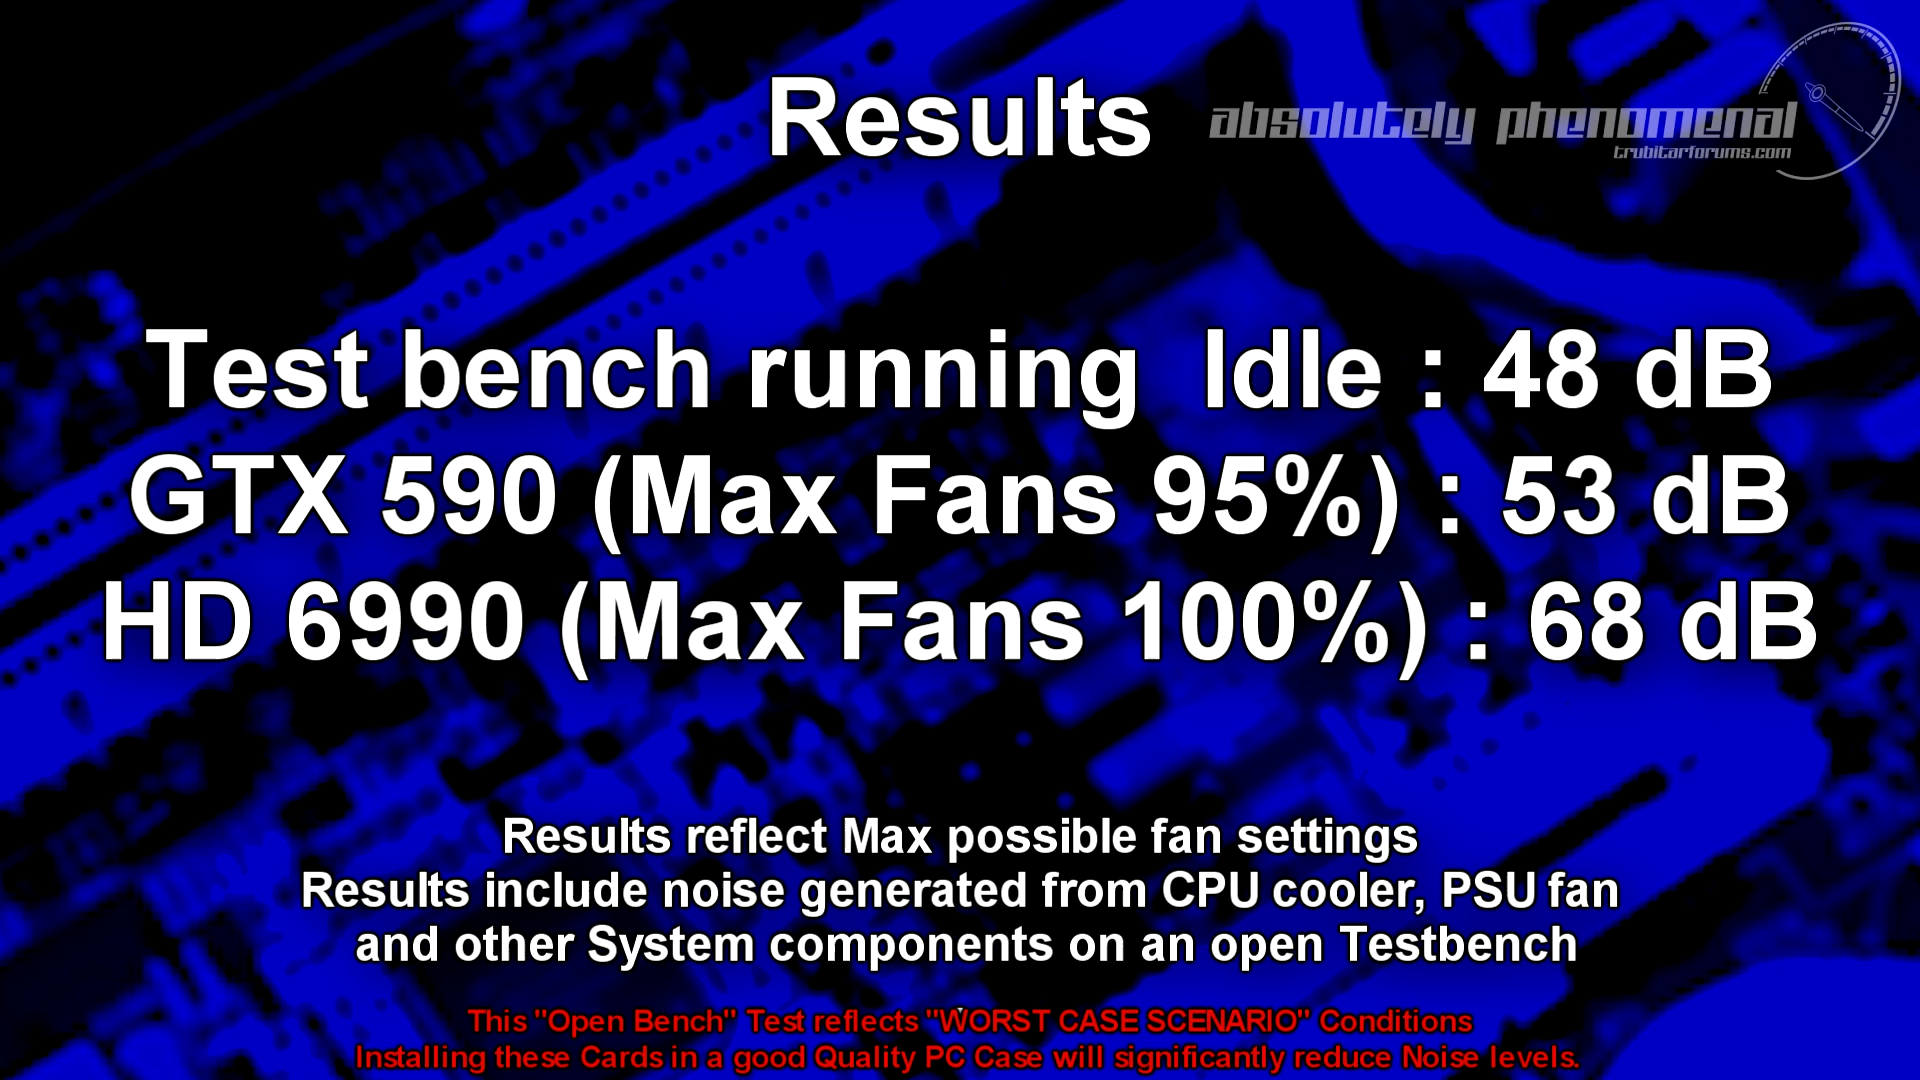 Results
absolutely phenomenal
trubitarforums.com
Test bench running  Idle : 48 dB
GTX 590 (Max Fans 95%) : 53 dB
HD 6990 (Max Fans 100%) : 68 dB
Results reflect Max possible fan settings
Results include noise generated from CPU cooler, PSU fan
and other System components on an open Testbench
This "Open Bench" Test reflects "WORST CASE SCENARIO" Conditions
Installing these Cards in a good Quality PC Case will significantly reduce Noise levels.